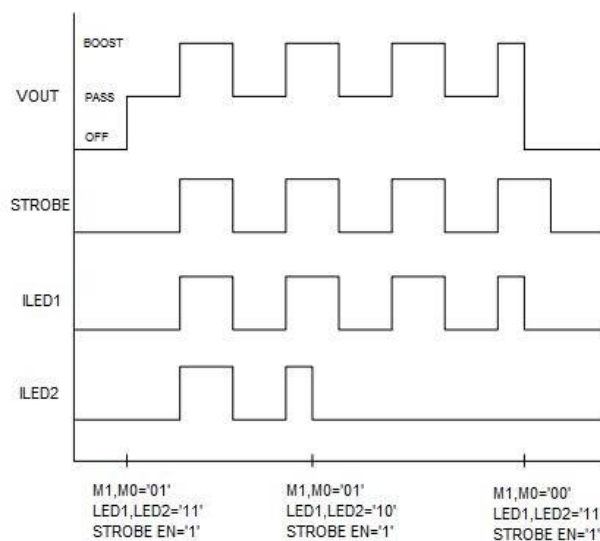 BOOST
VOUT
PASS
OFF
STROBE
ILED1
ILED2
M1,M0='01'
LED1,LED2='11'
STROBE EN='1'
M1,M0='01'
LED1,LED2='10'
STROBE EN='1'
M1,M0='00'
LED1,LED2='11'
STROBE EN='1'